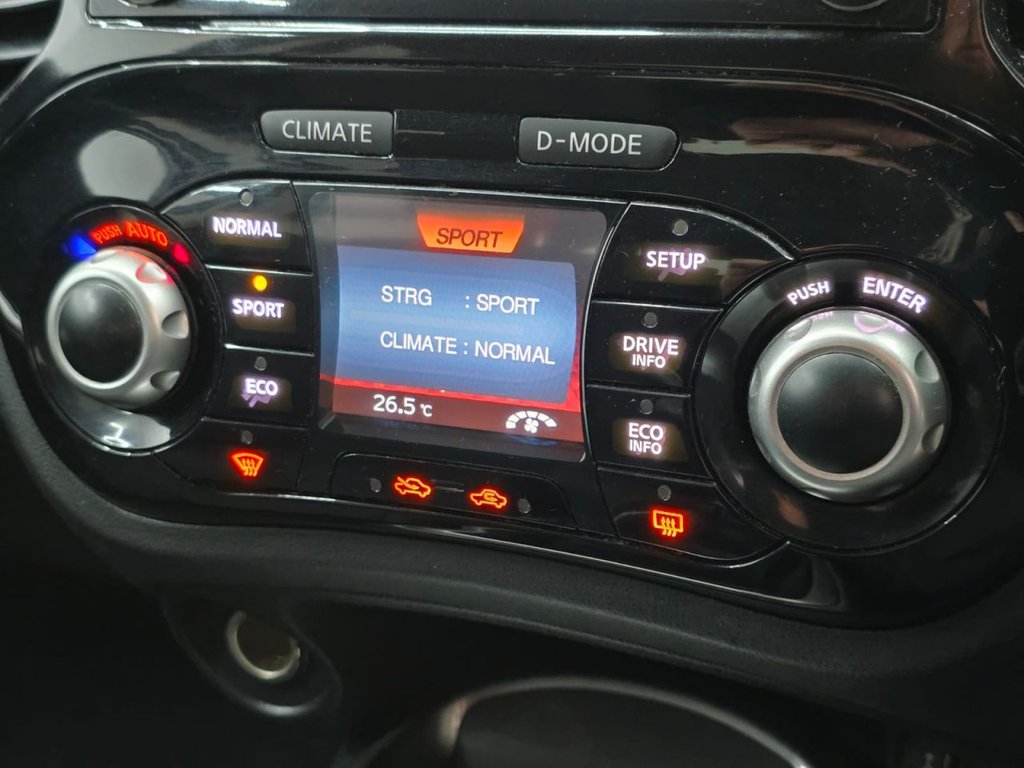 CLIMATE
D-MODE
PUSH AUTO
NORMAL
SPORT
ECO
SPORT
STRG : SPORT
CLIMATE : NORMAL
26.5 °C
SETUP
DRIVE
INFO
ECO
INFO
PUSH ENTER